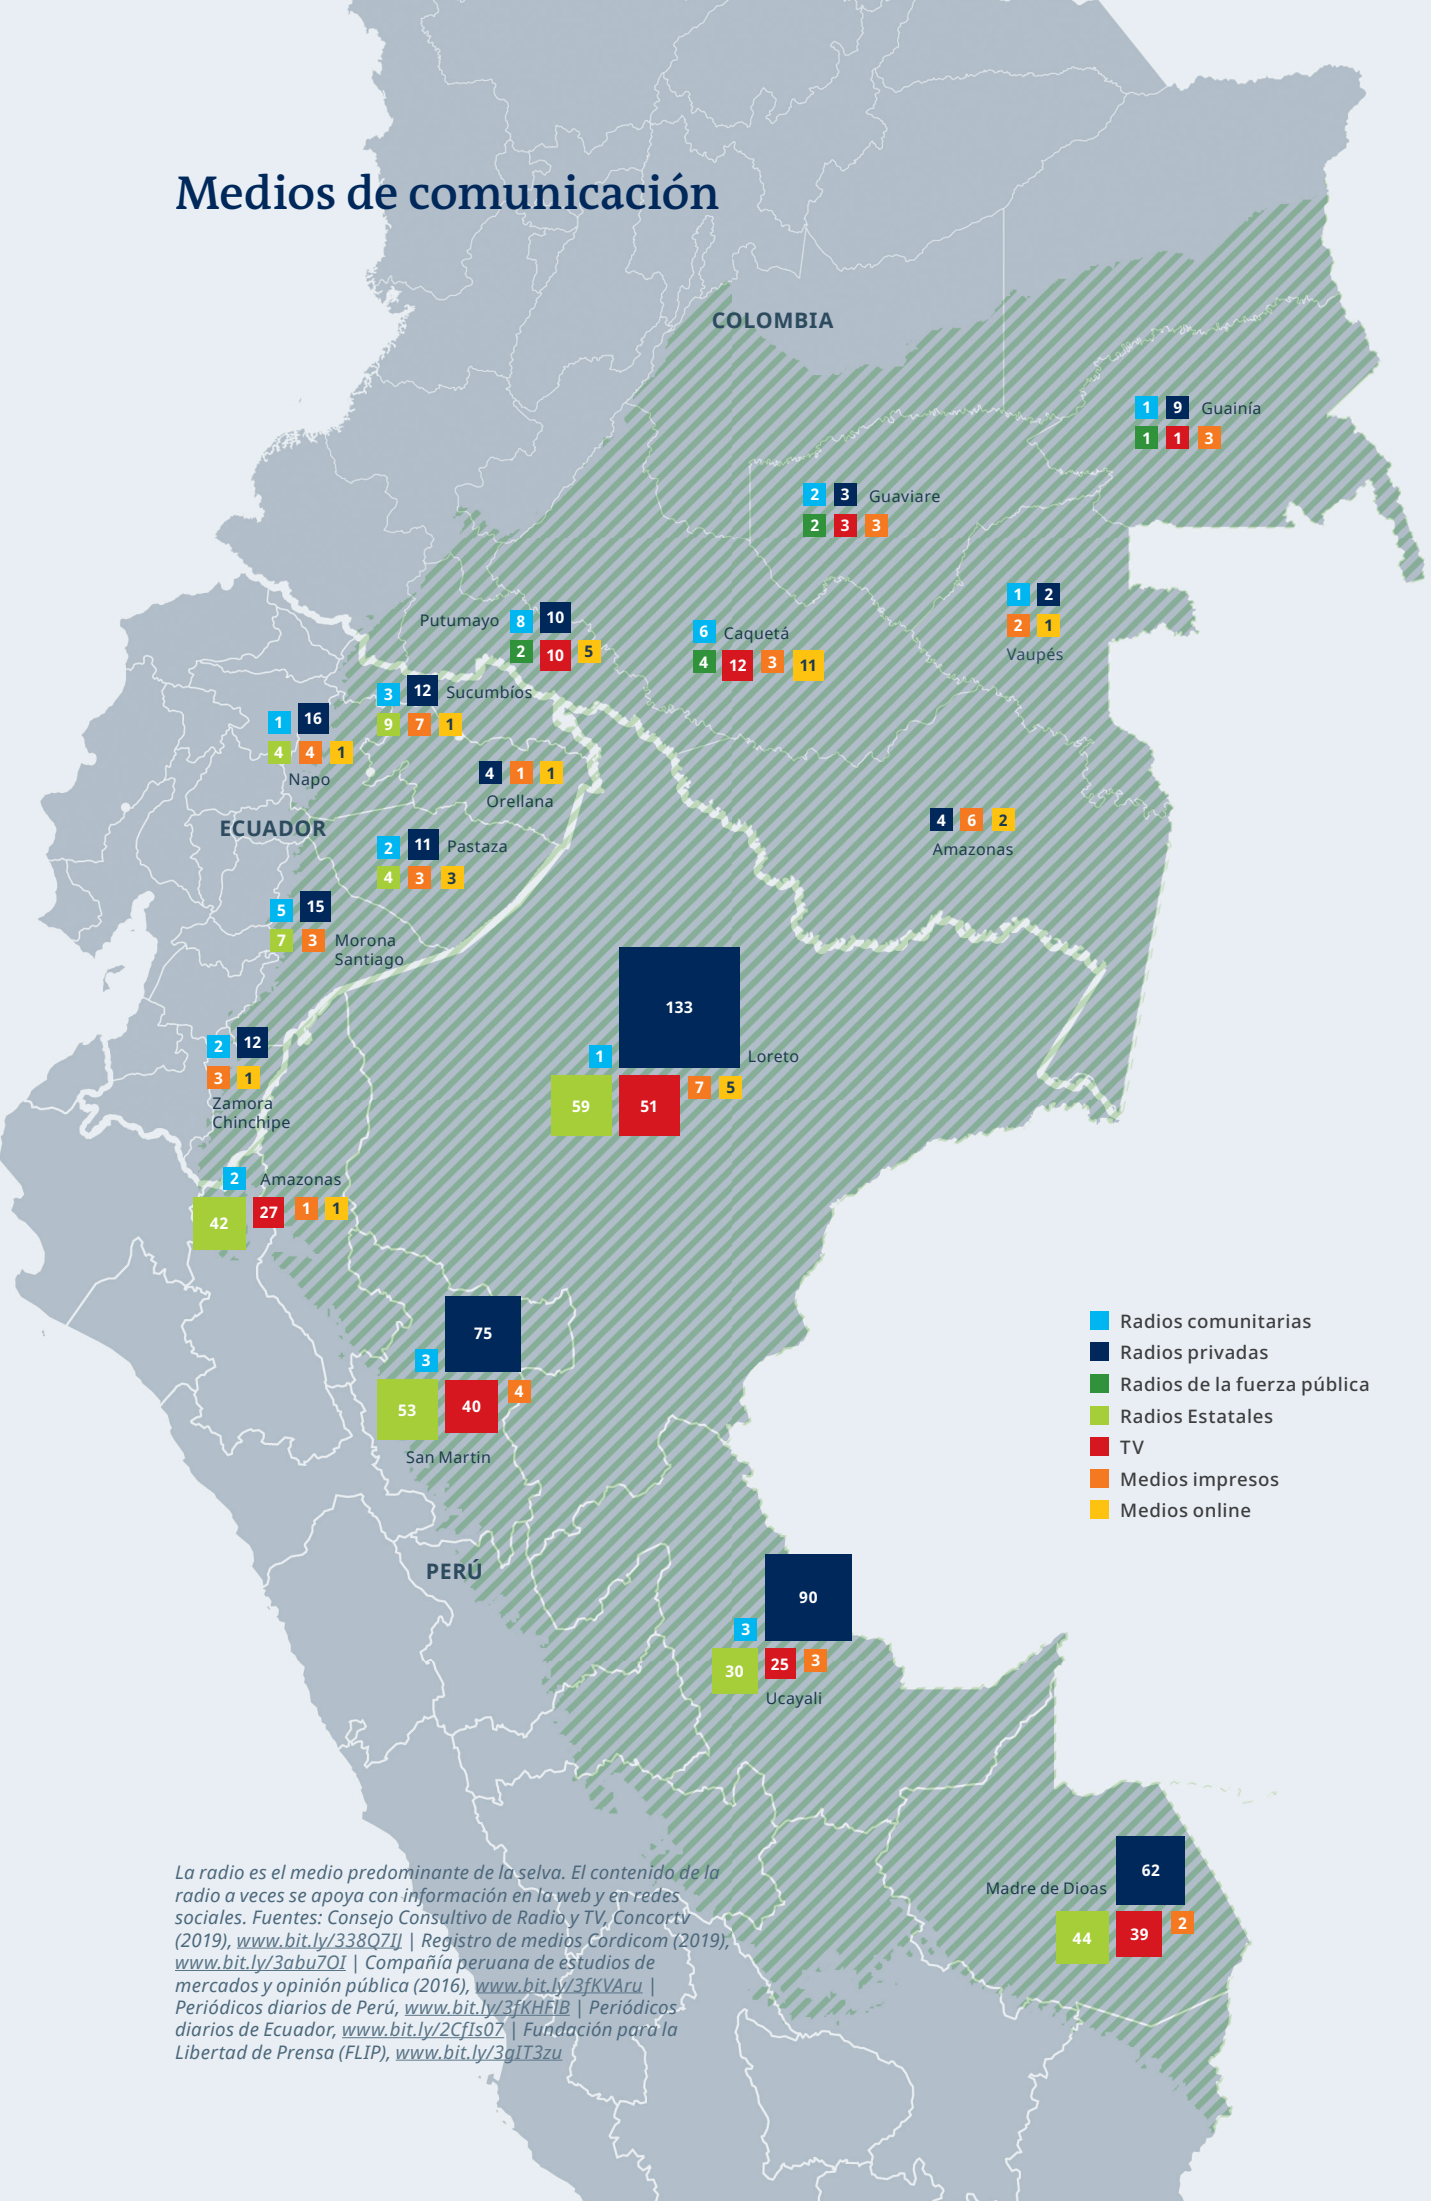 Medios de comunicación
COLOMBIA
1 9 Guainía
1 1 3
2 3 Guaviare
2 3 3
1 2
2 1
Vaupés
Putumayo 8 10
2 10 5
6 Caquetá
4 12 3 11
3 12 Sucumbíos
9 7 1
1 16
4 4 1
Napo
4 1 1
Orellana
4 6 2
Amazonas
ECUADOR
2 11 Pastaza
4 3 3
5 15
7 3 Morona
Santiago
133
1 Loreto
59 51 7 5
2 12
3 1
Zamora
Chinchipe
2 Amazonas
42 27 1 1
75
3
53 40 4
San Martin
Radios comunitarias
Radios privadas
Radios de la fuerza pública
Radios Estatales
TV
Medios impresos
Medios online
PERÚ
90
3
30 25 3
Ucayali
62
Madre de Dioas
44 39 2
La radio es el medio predominante de la selva. El contenido de la
radio a veces se apoya con información en la web y en redes
sociales. Fuentes: Consejo Consultivo de Radio y TV, Concortv
(2019), www.bit.ly/338Q7IJ | Registro de medios Cordicom (2019),
www.bit.ly/3abu7OI | Compañía peruana de estudios de
mercados y opinión pública (2016), www.bit.ly/3fKVAru |
Periódicos diarios de Perú, www.bit.ly/3fKHFlB | Periódicos
diarios de Ecuador, www.bit.ly/2CfIs07 | Fundación para la
Libertad de Prensa (FLIP), www.bit.ly/3gIT3zu